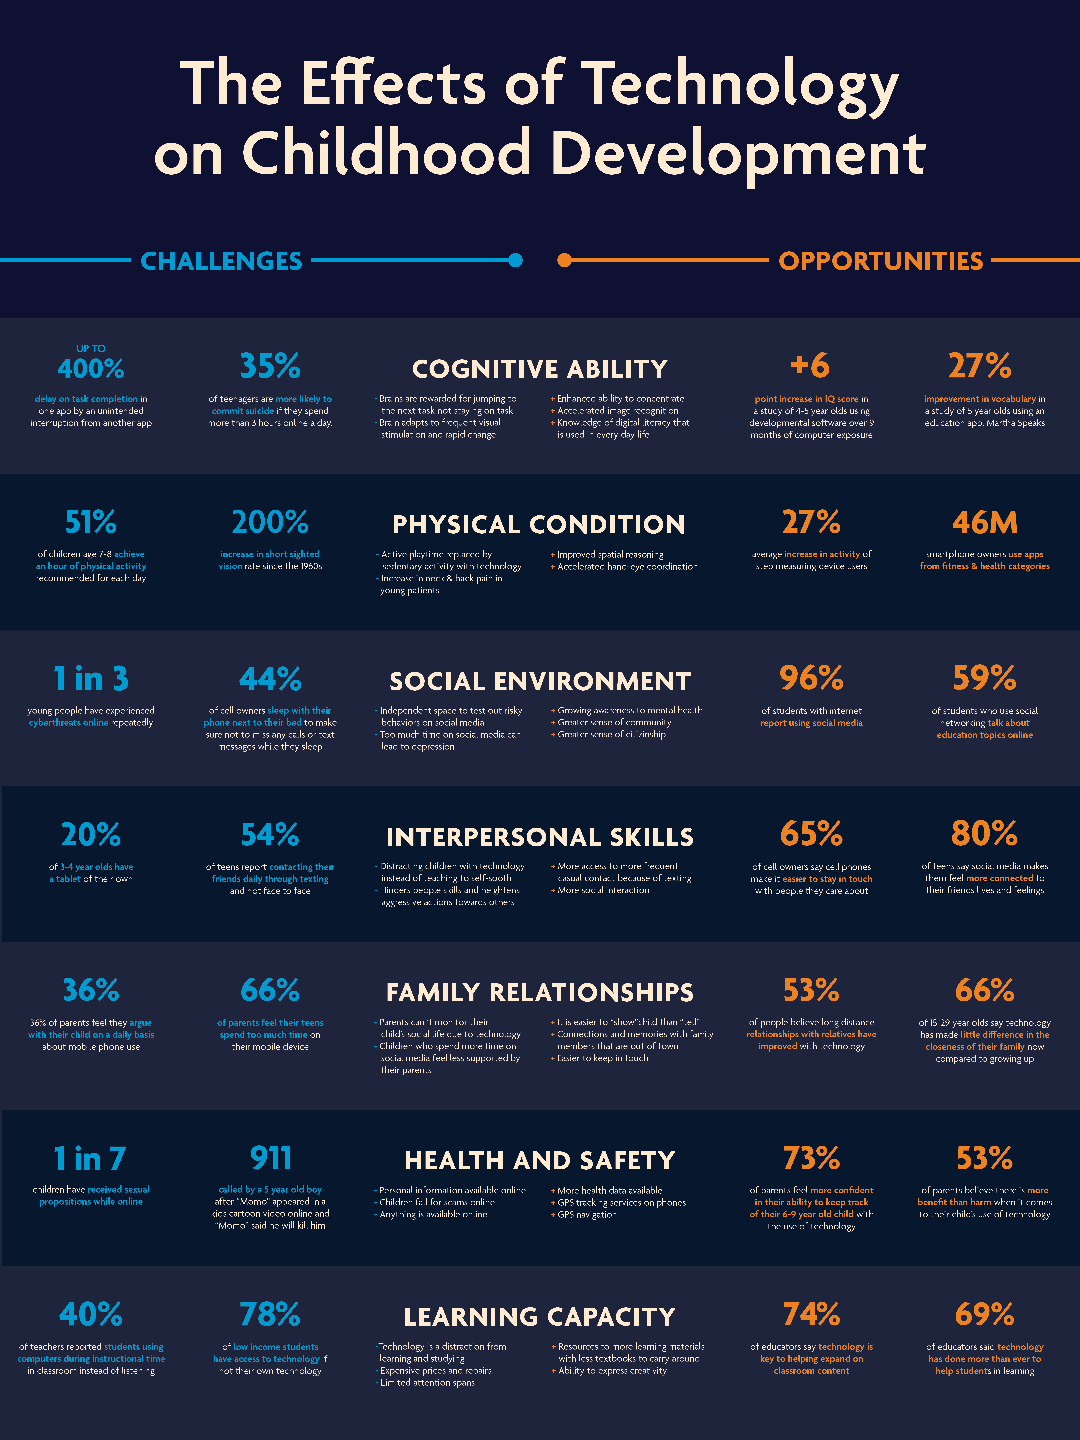 The Effects of Technology
on Childhood Development
CHALLENGES
OPPORTUNITIES
UP TO
400%
delay on task completion in
one app by an unintended
interruption from another app
35%
of teenagers are more likely to
commit suicide if they spend
more than 3 hours online a day.
COGNITIVE ABILITY
- Brains are rewarded for jumping to
the next task not staying on task
- Brain adapts to frequent visual
stimulation and rapid change
+ Enhanced ability to concentrate
+ Accelerated image recognition
+ Knowledge of digital literacy that
is used in every day life
+6
point increase in IQ score in
a study of 4-5 year olds using
developmental software over 9
months of computer exposure
27%
improvement in vocabulary in
a study of 5 year olds using an
education app, Martha Speaks
51%
of children age 7-8 achieve
an hour of physical activity
recommended for each day
200%
increase in short sighted
vision rate since the 1960s
PHYSICAL CONDITION
- Active playtime replaced by
sedentary activity with technology
- Increase in neck & back pain in
young patients
+ Improved spatial reasoning
+ Accelerated hand-eye coordination
27%
average increase in activity of
step measuring device users
46M
smartphone owners use apps
from fitness & health categories
1 in 3
young people have experienced
cyberthreats online repeatedly
44%
of cell owners sleep with their
phone next to their bed to make
sure not to miss any calls or text
messages while they sleep
SOCIAL ENVIRONMENT
- Independent space to test out risky
behaviors on social media
- Too much time on social media can
lead to depression
+ Growing awareness to mental health
+ Greater sense of community
+ Greater sense of citizinship
96%
of students with internet
report using social media
59%
of students who use social
networking talk about
education topics online
20%
of 3-4 year olds have
a tablet of their own
54%
of teens report contacting their
friends daily through texting
and not face to face
INTERPERSONAL SKILLS
- Distracting children with technology
instead of teaching to self-sooth
- Hinders people skills and heightens
aggressive actions towards others
+ More access to more frequent
casual contact because of texting
+ More social interaction
65%
of cell owners say cell phones
make it easier to stay in touch
with people they care about
80%
of teens say social media makes
them feel more connected to
their friends lives and feelings
36%
36% of parents feel they argue
with their child on a daily basis
about mobile phone use
66%
of parents feel their teens
spend too much time on
their mobile device
FAMILY RELATIONSHIPS
- Parents can't monitor their
child's social life due to technology
- Children who spend more time on
social media feel less supported by
their parents
+ It is easier to "show" child than "tell"
+ Connections and memories with family
members that are out of town
+ Easier to keep in touch
53%
of people believe long distance
relationships with relatives have
improved with technology
66%
of 15-29 year olds say technology
has made little difference in the
closeness of their family now
compared to growing up
1 in 7
children have received sexual
propositions while online
911
called by a 5 year old boy
after "Momo" appeared in a
kids cartoon video online and
"Momo" said he will kill him
HEALTH AND SAFETY
- Personal information available online
- Children fall for scams online
- Anything is available online
+ More health data available
+ GPS tracking services on phones
+ GPS navigation
73%
of parents feel more confident
in their ability to keep track
of their 6-9 year old child with
the use of technology
53%
of parents believe there is more
benefit than harm when it comes
to their child's use of technology
40%
of teachers reported students using
computers during instructional time
in classroom instead of listening
78%
of low income students
have access to technology if
not their own technology
LEARNING CAPACITY
- Technology is a distraction from
learning and studying
- Expensive prices and repairs
- Limited attention spans
+ Resources to more learning materials
with less textbooks to carry around
+ Ability to express creativity
74%
of educators say technology is
key to helping expand on
classroom content
69%
of educators said technology
has done more than ever to
help students in learning